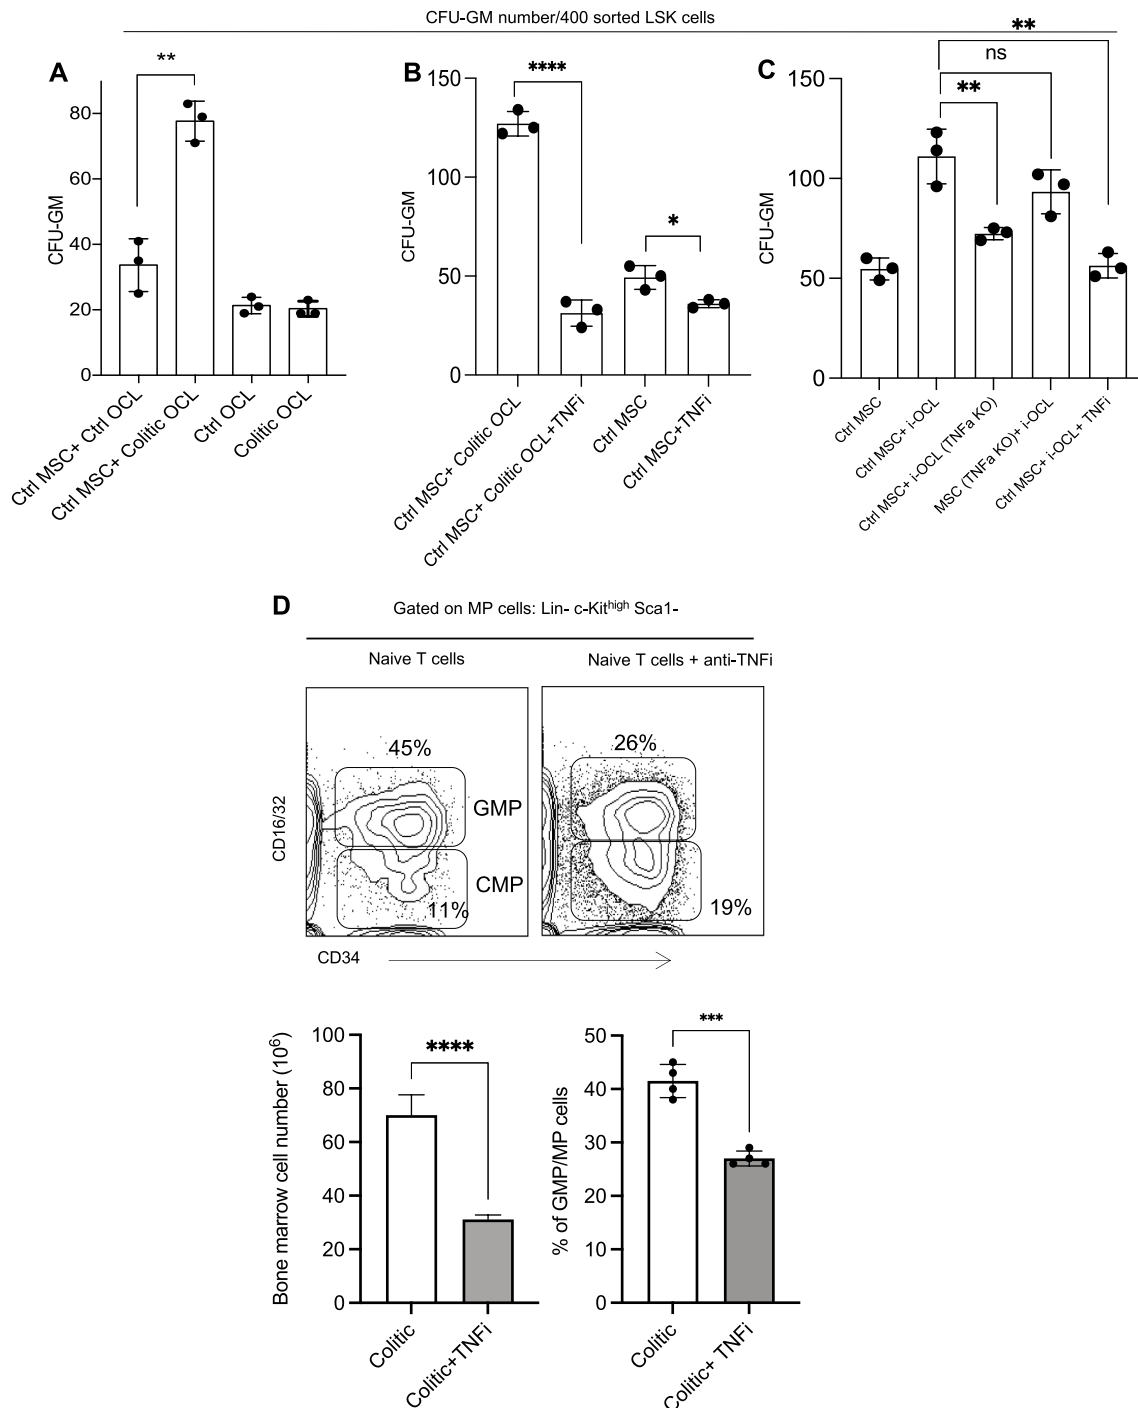 CFU-GM number/400 sorted LSK cells
A
**
CFU-GM
80
60
40
20
0
Ctrl MSC+ Ctrl OCL
Ctrl MSC+ Colitic OCL
Ctrl OCL
Colitic OCL
B
****
*
CFU-GM
150
100
50
0
Ctrl MSC+ Colitic OCL
Ctrl MSC+ Colitic OCL+TNFi
Ctrl MSC
Ctrl MSC+TNFi
C
**
ns
**
CFU-GM
150
100
50
0
Ctrl MSC
Ctrl MSC+ i-OCL
Ctrl MSC+ i-OCL (TNFa KO)
MSC (TNFa KO)+ i-OCL
Ctrl MSC+ i-OCL+ TNFi
D
Gated on MP cells: Lin- c-Kithigh Sca1-
Naive T cells
Naive T cells + anti-TNFi
45%
26%
GMP
CMP
11%
19%
CD16/32
CD34
Bone marrow cell number (10⁶)
100
80
60
40
20
0
****
Colitic
Colitic+TNFi
% of GMP/MP cells
50
40
30
20
10
0
***
Colitic
Colitic+ TNFi